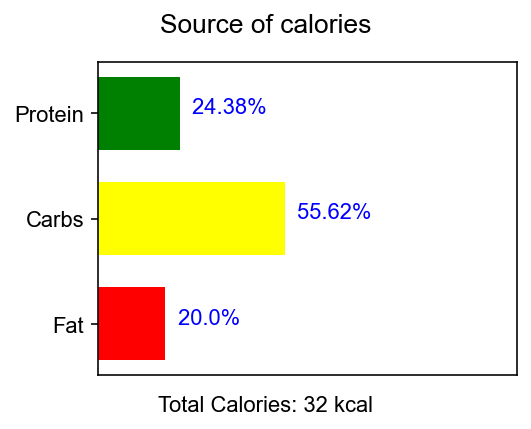 Source of calories
Protein 24.38%
Carbs 55.62%
Fat 20.0%
Total Calories: 32 kcal